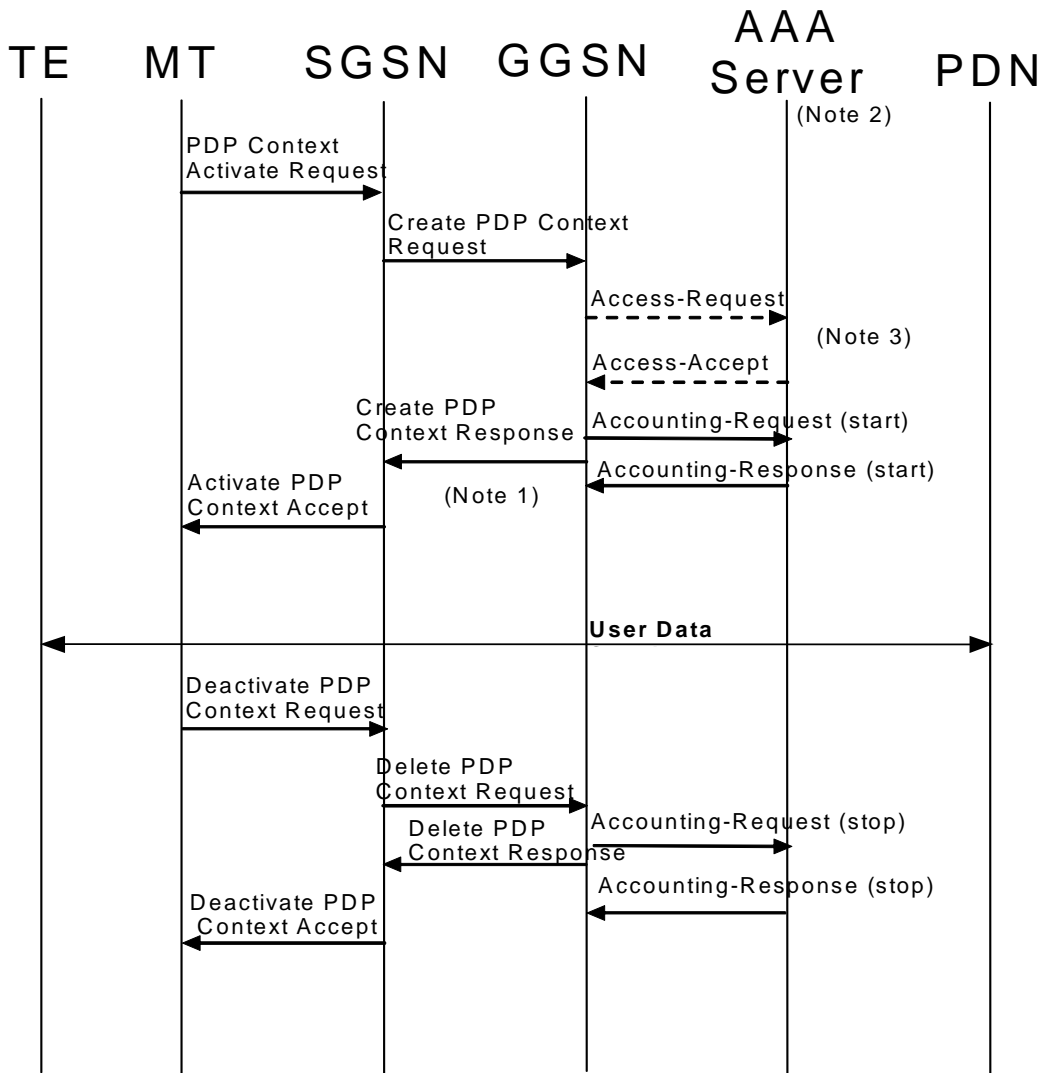 TE
MT
SGSN
GGSN
AAA
Server
PDN
(Note 2)
PDP Context
Activate Request
Create PDP Context
Request
Access-Request
(Note 3)
Access-Accept
Create PDP
Context Response
Accounting-Request (start)
Accounting-Response (start)
Activate PDP
Context Accept
(Note 1)
User Data
Deactivate PDP
Context Request
Delete PDP
Context Request
Accounting-Request (stop)
Delete PDP
Context Response
Accounting-Response (stop)
Deactivate PDP
Context Accept